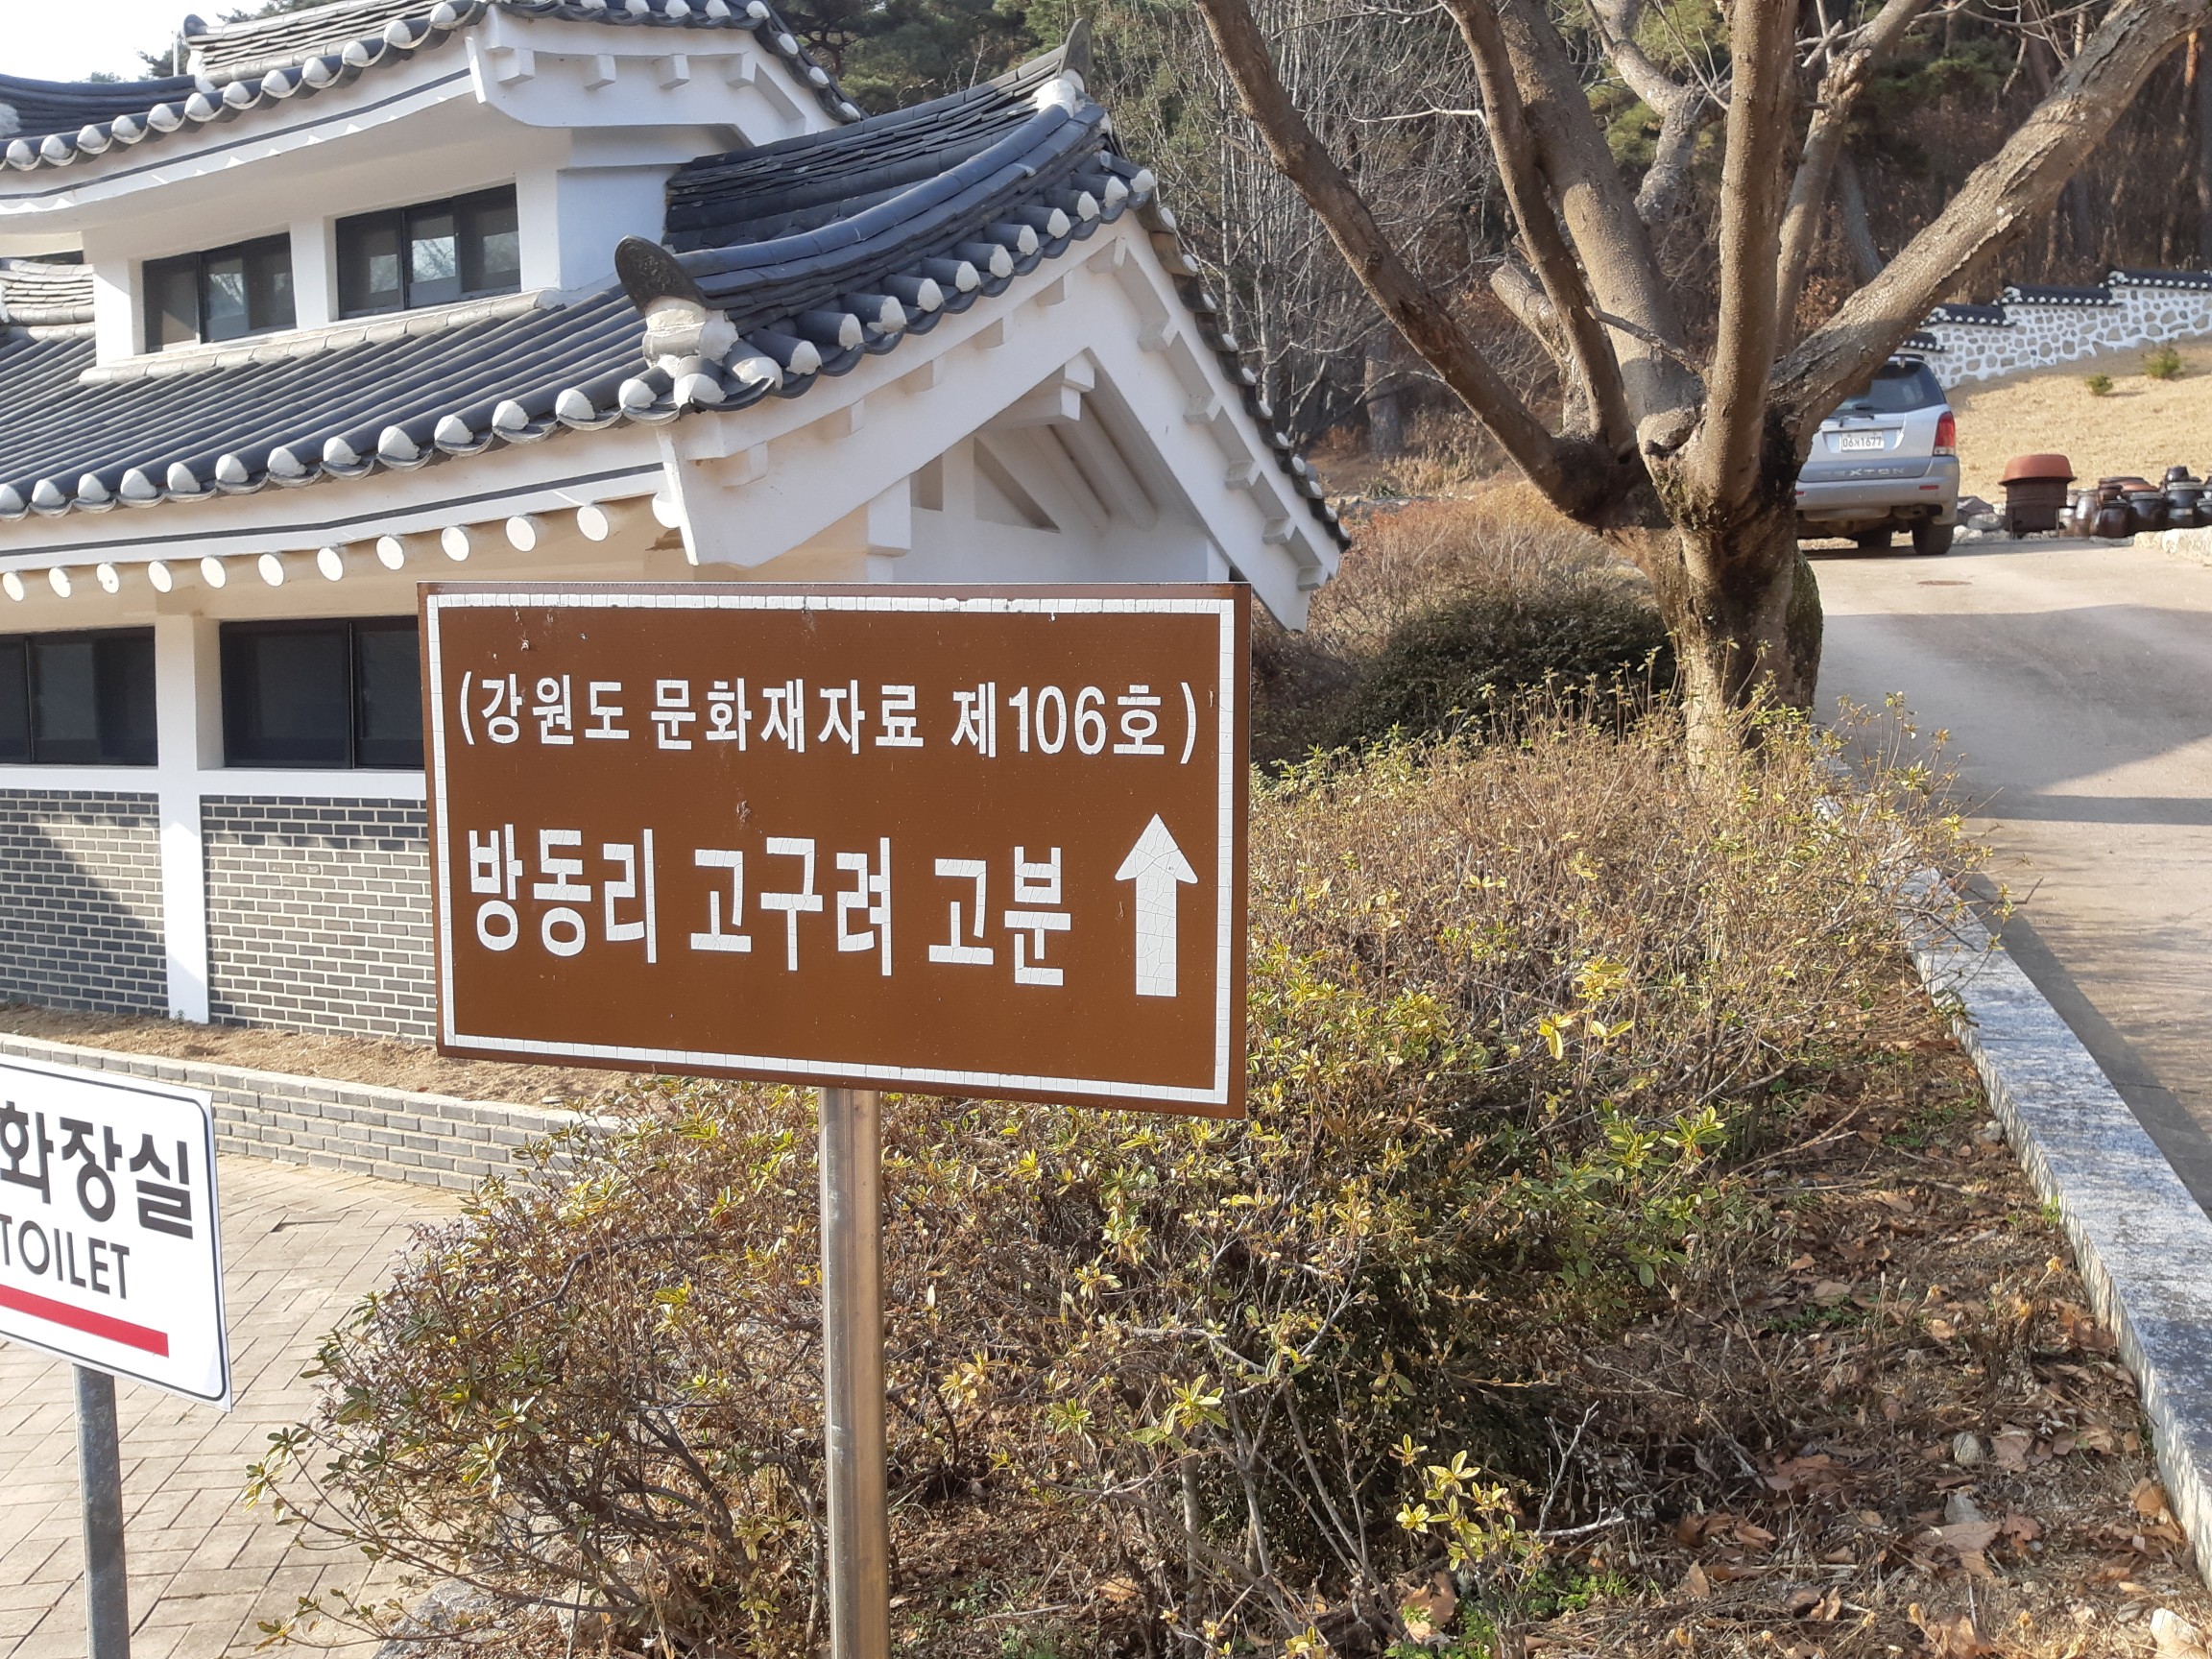 (강원도 문화재자료 제106호)
방동리 고구려 고분
화장실
TOILET
REXTON